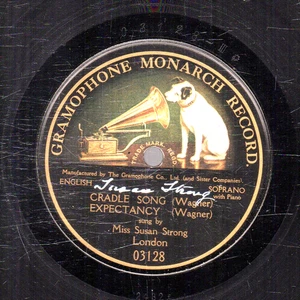 GRAMOPHONE MONARCH RECORD.
TRADE-MARK.
Manufactured by The Gramophone Co., Ltd. (and Sister Companies).
ENGLISH Susan Strong SOPRANO
with Piano
CRADLE SONG (Wagner)
EXPECTANCY (Wagner)
sung by
Miss Susan Strong
London
03128